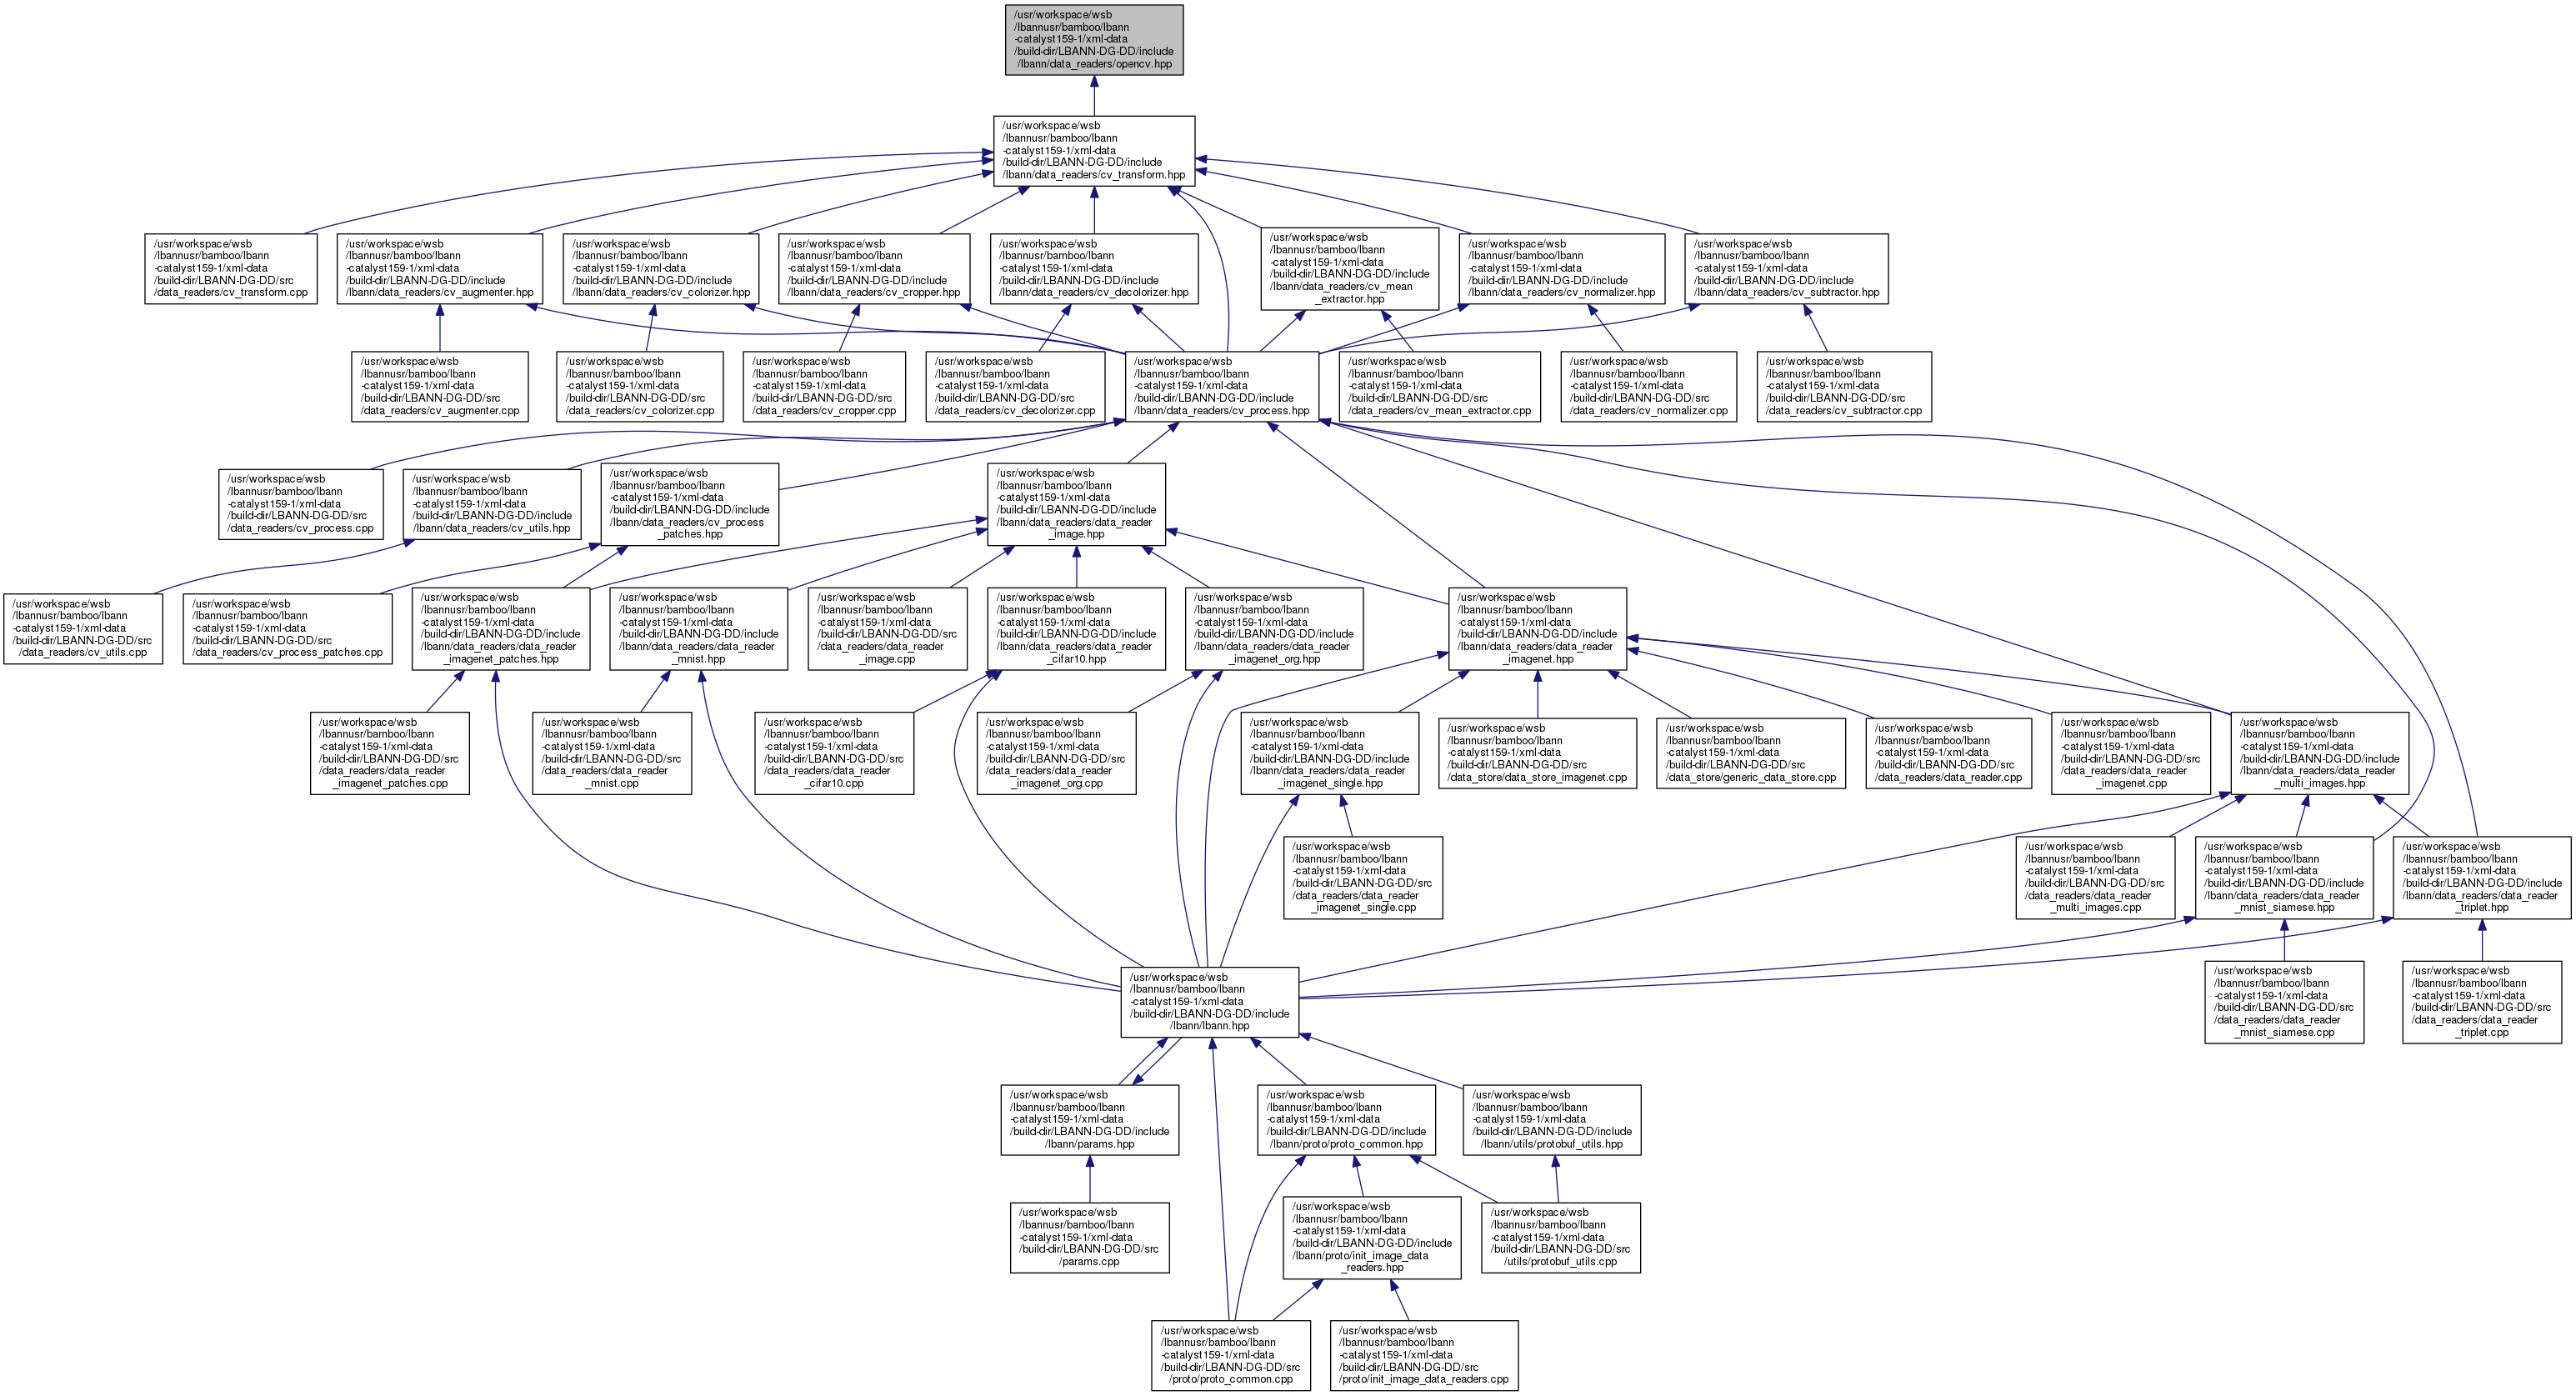 /usr/workspace/wsb
/lbannusr/bamboo/lbann
-catalyst159-1/xml-data
/build-dir/LBANN-DG-DD/include
/lbann/data_readers/opencv.hpp
/usr/workspace/wsb
/lbannusr/bamboo/lbann
-catalyst159-1/xml-data
/build-dir/LBANN-DG-DD/include
/lbann/data_readers/cv_transform.hpp
/usr/workspace/wsb
/lbannusr/bamboo/lbann
-catalyst159-1/xml-data
/build-dir/LBANN-DG-DD/src
/data_readers/cv_transform.cpp
/usr/workspace/wsb
/lbannusr/bamboo/lbann
-catalyst159-1/xml-data
/build-dir/LBANN-DG-DD/include
/lbann/data_readers/cv_augmenter.hpp
/usr/workspace/wsb
/lbannusr/bamboo/lbann
-catalyst159-1/xml-data
/build-dir/LBANN-DG-DD/include
/lbann/data_readers/cv_colorizer.hpp
/usr/workspace/wsb
/lbannusr/bamboo/lbann
-catalyst159-1/xml-data
/build-dir/LBANN-DG-DD/include
/lbann/data_readers/cv_cropper.hpp
/usr/workspace/wsb
/lbannusr/bamboo/lbann
-catalyst159-1/xml-data
/build-dir/LBANN-DG-DD/include
/lbann/data_readers/cv_decolorizer.hpp
/usr/workspace/wsb
/lbannusr/bamboo/lbann
-catalyst159-1/xml-data
/build-dir/LBANN-DG-DD/include
/lbann/data_readers/cv_mean
_extractor.hpp
/usr/workspace/wsb
/lbannusr/bamboo/lbann
-catalyst159-1/xml-data
/build-dir/LBANN-DG-DD/include
/lbann/data_readers/cv_normalizer.hpp
/usr/workspace/wsb
/lbannusr/bamboo/lbann
-catalyst159-1/xml-data
/build-dir/LBANN-DG-DD/include
/lbann/data_readers/cv_subtractor.hpp
/usr/workspace/wsb
/lbannusr/bamboo/lbann
-catalyst159-1/xml-data
/build-dir/LBANN-DG-DD/src
/data_readers/cv_augmenter.cpp
/usr/workspace/wsb
/lbannusr/bamboo/lbann
-catalyst159-1/xml-data
/build-dir/LBANN-DG-DD/src
/data_readers/cv_colorizer.cpp
/usr/workspace/wsb
/lbannusr/bamboo/lbann
-catalyst159-1/xml-data
/build-dir/LBANN-DG-DD/src
/data_readers/cv_cropper.cpp
/usr/workspace/wsb
/lbannusr/bamboo/lbann
-catalyst159-1/xml-data
/build-dir/LBANN-DG-DD/src
/data_readers/cv_decolorizer.cpp
/usr/workspace/wsb
/lbannusr/bamboo/lbann
-catalyst159-1/xml-data
/build-dir/LBANN-DG-DD/include
/lbann/data_readers/cv_process.hpp
/usr/workspace/wsb
/lbannusr/bamboo/lbann
-catalyst159-1/xml-data
/build-dir/LBANN-DG-DD/src
/data_readers/cv_mean_extractor.cpp
/usr/workspace/wsb
/lbannusr/bamboo/lbann
-catalyst159-1/xml-data
/build-dir/LBANN-DG-DD/src
/data_readers/cv_normalizer.cpp
/usr/workspace/wsb
/lbannusr/bamboo/lbann
-catalyst159-1/xml-data
/build-dir/LBANN-DG-DD/src
/data_readers/cv_subtractor.cpp
/usr/workspace/wsb
/lbannusr/bamboo/lbann
-catalyst159-1/xml-data
/build-dir/LBANN-DG-DD/src
/data_readers/cv_process.cpp
/usr/workspace/wsb
/lbannusr/bamboo/lbann
-catalyst159-1/xml-data
/build-dir/LBANN-DG-DD/include
/lbann/data_readers/cv_utils.hpp
/usr/workspace/wsb
/lbannusr/bamboo/lbann
-catalyst159-1/xml-data
/build-dir/LBANN-DG-DD/include
/lbann/data_readers/cv_process
_patches.hpp
/usr/workspace/wsb
/lbannusr/bamboo/lbann
-catalyst159-1/xml-data
/build-dir/LBANN-DG-DD/include
/lbann/data_readers/data_reader
_image.hpp
/usr/workspace/wsb
/lbannusr/bamboo/lbann
-catalyst159-1/xml-data
/build-dir/LBANN-DG-DD/src
/data_readers/cv_utils.cpp
/usr/workspace/wsb
/lbannusr/bamboo/lbann
-catalyst159-1/xml-data
/build-dir/LBANN-DG-DD/src
/data_readers/cv_process_patches.cpp
/usr/workspace/wsb
/lbannusr/bamboo/lbann
-catalyst159-1/xml-data
/build-dir/LBANN-DG-DD/include
/lbann/data_readers/data_reader
_imagenet_patches.hpp
/usr/workspace/wsb
/lbannusr/bamboo/lbann
-catalyst159-1/xml-data
/build-dir/LBANN-DG-DD/include
/lbann/data_readers/data_reader
_mnist.hpp
/usr/workspace/wsb
/lbannusr/bamboo/lbann
-catalyst159-1/xml-data
/build-dir/LBANN-DG-DD/src
/data_readers/data_reader
_image.cpp
/usr/workspace/wsb
/lbannusr/bamboo/lbann
-catalyst159-1/xml-data
/build-dir/LBANN-DG-DD/include
/lbann/data_readers/data_reader
_cifar10.hpp
/usr/workspace/wsb
/lbannusr/bamboo/lbann
-catalyst159-1/xml-data
/build-dir/LBANN-DG-DD/include
/lbann/data_readers/data_reader
_imagenet_org.hpp
/usr/workspace/wsb
/lbannusr/bamboo/lbann
-catalyst159-1/xml-data
/build-dir/LBANN-DG-DD/include
/lbann/data_readers/data_reader
_imagenet.hpp
/usr/workspace/wsb
/lbannusr/bamboo/lbann
-catalyst159-1/xml-data
/build-dir/LBANN-DG-DD/src
/data_readers/data_reader
_imagenet_patches.cpp
/usr/workspace/wsb
/lbannusr/bamboo/lbann
-catalyst159-1/xml-data
/build-dir/LBANN-DG-DD/src
/data_readers/data_reader
_mnist.cpp
/usr/workspace/wsb
/lbannusr/bamboo/lbann
-catalyst159-1/xml-data
/build-dir/LBANN-DG-DD/src
/data_readers/data_reader
_cifar10.cpp
/usr/workspace/wsb
/lbannusr/bamboo/lbann
-catalyst159-1/xml-data
/build-dir/LBANN-DG-DD/src
/data_readers/data_reader
_imagenet_org.cpp
/usr/workspace/wsb
/lbannusr/bamboo/lbann
-catalyst159-1/xml-data
/build-dir/LBANN-DG-DD/include
/lbann/data_readers/data_reader
_imagenet_single.hpp
/usr/workspace/wsb
/lbannusr/bamboo/lbann
-catalyst159-1/xml-data
/build-dir/LBANN-DG-DD/src
/data_store/data_store_imagenet.cpp
/usr/workspace/wsb
/lbannusr/bamboo/lbann
-catalyst159-1/xml-data
/build-dir/LBANN-DG-DD/src
/data_store/generic_data_store.cpp
/usr/workspace/wsb
/lbannusr/bamboo/lbann
-catalyst159-1/xml-data
/build-dir/LBANN-DG-DD/src
/data_readers/data_reader.cpp
/usr/workspace/wsb
/lbannusr/bamboo/lbann
-catalyst159-1/xml-data
/build-dir/LBANN-DG-DD/src
/data_readers/data_reader
_imagenet.cpp
/usr/workspace/wsb
/lbannusr/bamboo/lbann
-catalyst159-1/xml-data
/build-dir/LBANN-DG-DD/include
/lbann/data_readers/data_reader
_multi_images.hpp
/usr/workspace/wsb
/lbannusr/bamboo/lbann
-catalyst159-1/xml-data
/build-dir/LBANN-DG-DD/src
/data_readers/data_reader
_imagenet_single.cpp
/usr/workspace/wsb
/lbannusr/bamboo/lbann
-catalyst159-1/xml-data
/build-dir/LBANN-DG-DD/src
/data_readers/data_reader
_multi_images.cpp
/usr/workspace/wsb
/lbannusr/bamboo/lbann
-catalyst159-1/xml-data
/build-dir/LBANN-DG-DD/include
/lbann/data_readers/data_reader
_mnist_siamese.hpp
/usr/workspace/wsb
/lbannusr/bamboo/lbann
-catalyst159-1/xml-data
/build-dir/LBANN-DG-DD/include
/lbann/data_readers/data_reader
_triplet.hpp
/usr/workspace/wsb
/lbannusr/bamboo/lbann
-catalyst159-1/xml-data
/build-dir/LBANN-DG-DD/include
/lbann/lbann.hpp
/usr/workspace/wsb
/lbannusr/bamboo/lbann
-catalyst159-1/xml-data
/build-dir/LBANN-DG-DD/src
/data_readers/data_reader
_mnist_siamese.cpp
/usr/workspace/wsb
/lbannusr/bamboo/lbann
-catalyst159-1/xml-data
/build-dir/LBANN-DG-DD/src
/data_readers/data_reader
_triplet.cpp
/usr/workspace/wsb
/lbannusr/bamboo/lbann
-catalyst159-1/xml-data
/build-dir/LBANN-DG-DD/include
/lbann/params.hpp
/usr/workspace/wsb
/lbannusr/bamboo/lbann
-catalyst159-1/xml-data
/build-dir/LBANN-DG-DD/include
/lbann/proto/proto_common.hpp
/usr/workspace/wsb
/lbannusr/bamboo/lbann
-catalyst159-1/xml-data
/build-dir/LBANN-DG-DD/include
/lbann/utils/protobuf_utils.hpp
/usr/workspace/wsb
/lbannusr/bamboo/lbann
-catalyst159-1/xml-data
/build-dir/LBANN-DG-DD/src
/params.cpp
/usr/workspace/wsb
/lbannusr/bamboo/lbann
-catalyst159-1/xml-data
/build-dir/LBANN-DG-DD/include
/lbann/proto/init_image_data
_readers.hpp
/usr/workspace/wsb
/lbannusr/bamboo/lbann
-catalyst159-1/xml-data
/build-dir/LBANN-DG-DD/src
/utils/protobuf_utils.cpp
/usr/workspace/wsb
/lbannusr/bamboo/lbann
-catalyst159-1/xml-data
/build-dir/LBANN-DG-DD/src
/proto/proto_common.cpp
/usr/workspace/wsb
/lbannusr/bamboo/lbann
-catalyst159-1/xml-data
/build-dir/LBANN-DG-DD/src
/proto/init_image_data_readers.cpp